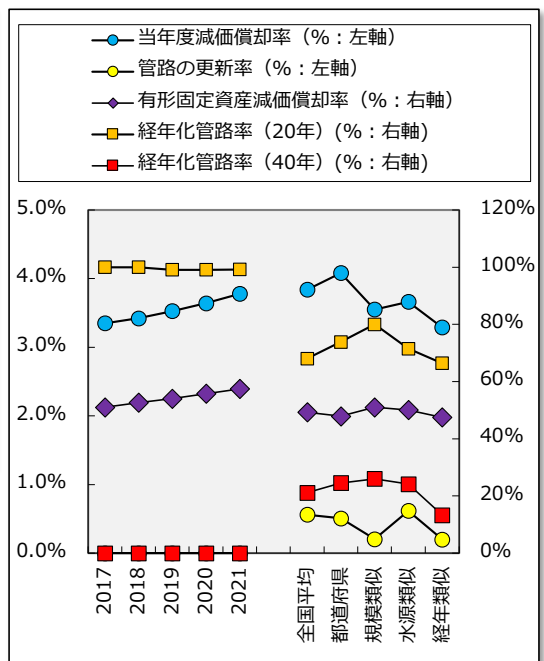 当年度減価償却率（%：左軸）
管路の更新率（%：左軸）
有形固定資産減価償却率（%：右軸）
経年化管路率（20年）(%：右軸)
経年化管路率（40年）(%：右軸)
5.0%
4.0%
3.0%
2.0%
1.0%
0.0%
120%
100%
80%
60%
40%
20%
0%
2017
2018
2019
2020
2021
全国平均
都道府県
規模類似
水源類似
経年類似